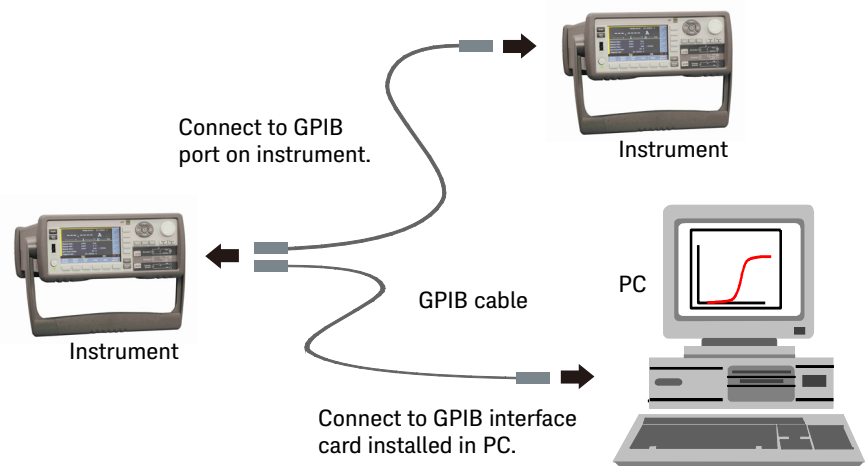 Connect to GPIB
port on instrument.
Instrument
Instrument
GPIB cable
PC
Connect to GPIB interface
card installed in PC.